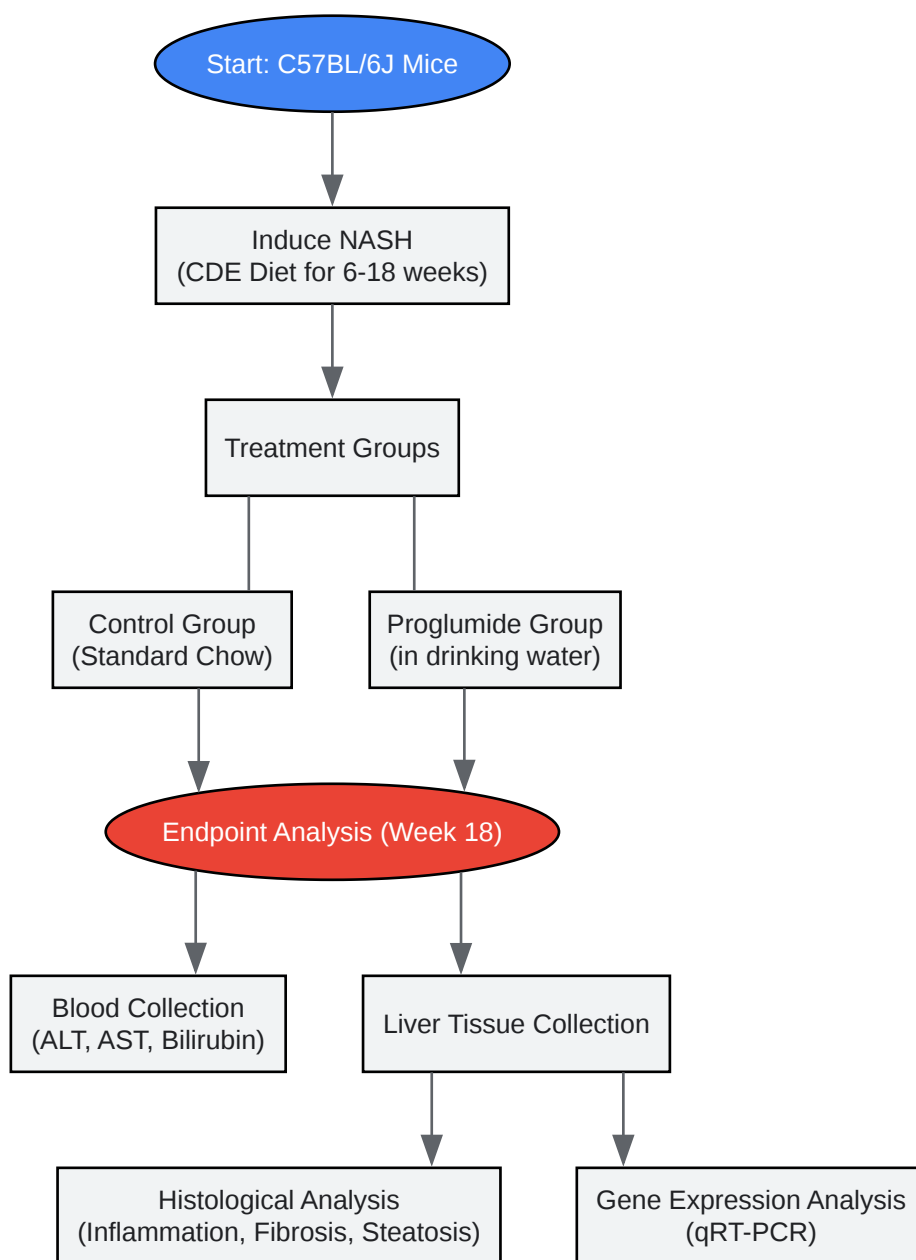 Start: C57BL/6J Mice
Induce NASH
(CDE Diet for 6-18 weeks)
Treatment Groups
Control Group
(Standard Chow)
Proglumide Group
(in drinking water)
Endpoint Analysis (Week 18)
Blood Collection
(ALT, AST, Bilirubin)
Liver Tissue Collection
Histological Analysis
(Inflammation, Fibrosis, Steatosis)
Gene Expression Analysis
(qRT-PCR)